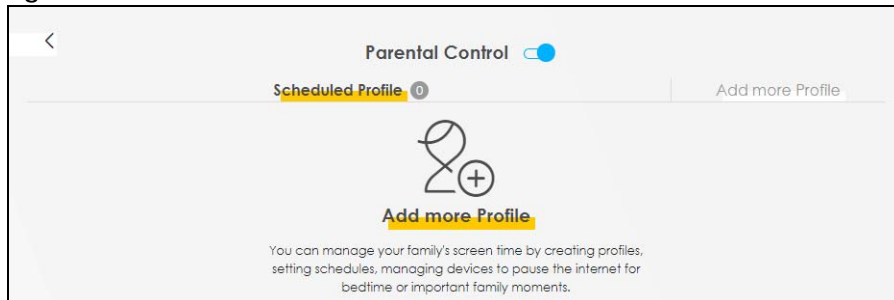 Parental Control
Scheduled Profile 0
Add more Profile
Add more Profile
You can manage your family's screen time by creating profiles,
setting schedules, managing devices to pause the internet for
bedtime or important family moments.